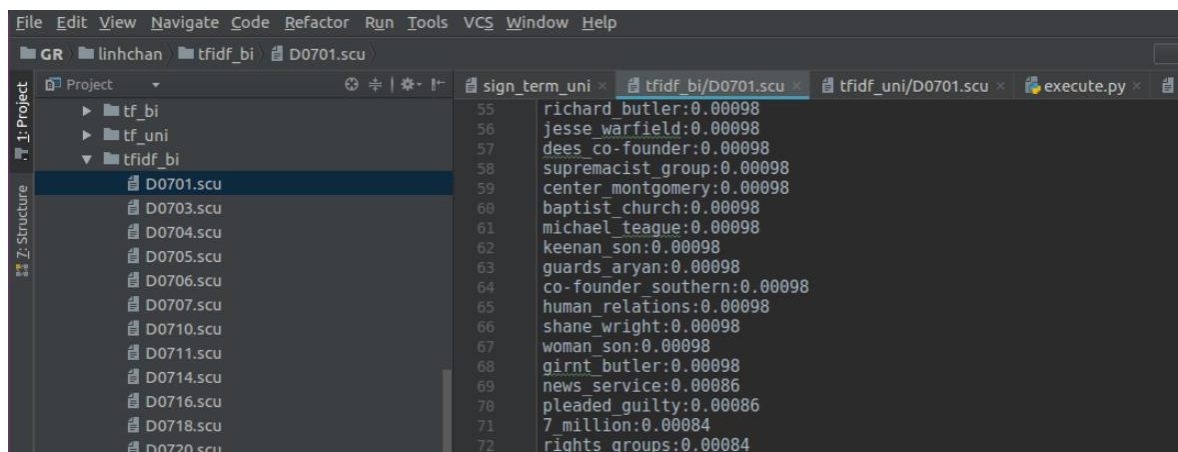 File Edit View Navigate Code Refactor Run Tools VCS Window Help
GR linhchan tfidf_bi D0701.scu
1: Project
7: Structure
Project
tf_bi
tf_uni
tfidf_bi
D0701.scu
D0703.scu
D0704.scu
D0705.scu
D0706.scu
D0707.scu
D0710.scu
D0711.scu
D0714.scu
D0716.scu
D0718.scu
D0720.scu
sign_term_uni tfidf_bi/D0701.scu tfidf_uni/D0701.scu execute.py
55 richard_butler:0.00098
56 jesse_warfield:0.00098
57 dees_co-founder:0.00098
58 supremacist_group:0.00098
59 center_montgomery:0.00098
60 baptist_church:0.00098
61 michael_teague:0.00098
62 keenan_son:0.00098
63 guards_aryan:0.00098
64 co-founder_southern:0.00098
65 human_relations:0.00098
66 shane_wright:0.00098
67 woman_son:0.00098
68 girnt_butler:0.00098
69 news_service:0.00086
70 pleaded_guilty:0.00086
71 7_million:0.00084
72 rights_groups:0.00084